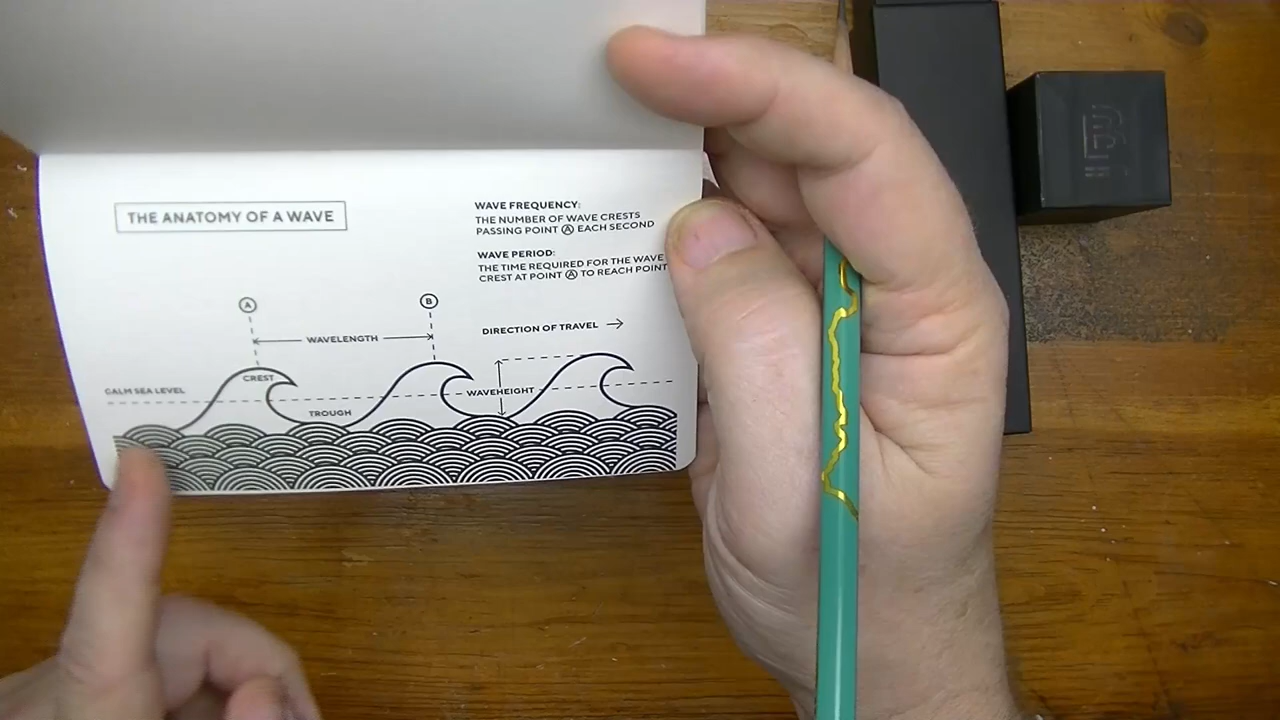 THE ANATOMY OF A WAVE
WAVE FREQUENCY:
THE NUMBER OF WAVE CRESTS
PASSING POINT Ⓐ EACH SECOND
WAVE PERIOD:
THE TIME REQUIRED FOR THE WAVE
CREST AT POINT Ⓐ TO REACH POINT
Ⓐ
Ⓑ
DIRECTION OF TRAVEL
WAVELENGTH
CREST
CALM SEA LEVEL
WAVEHEIGHT
TROUGH